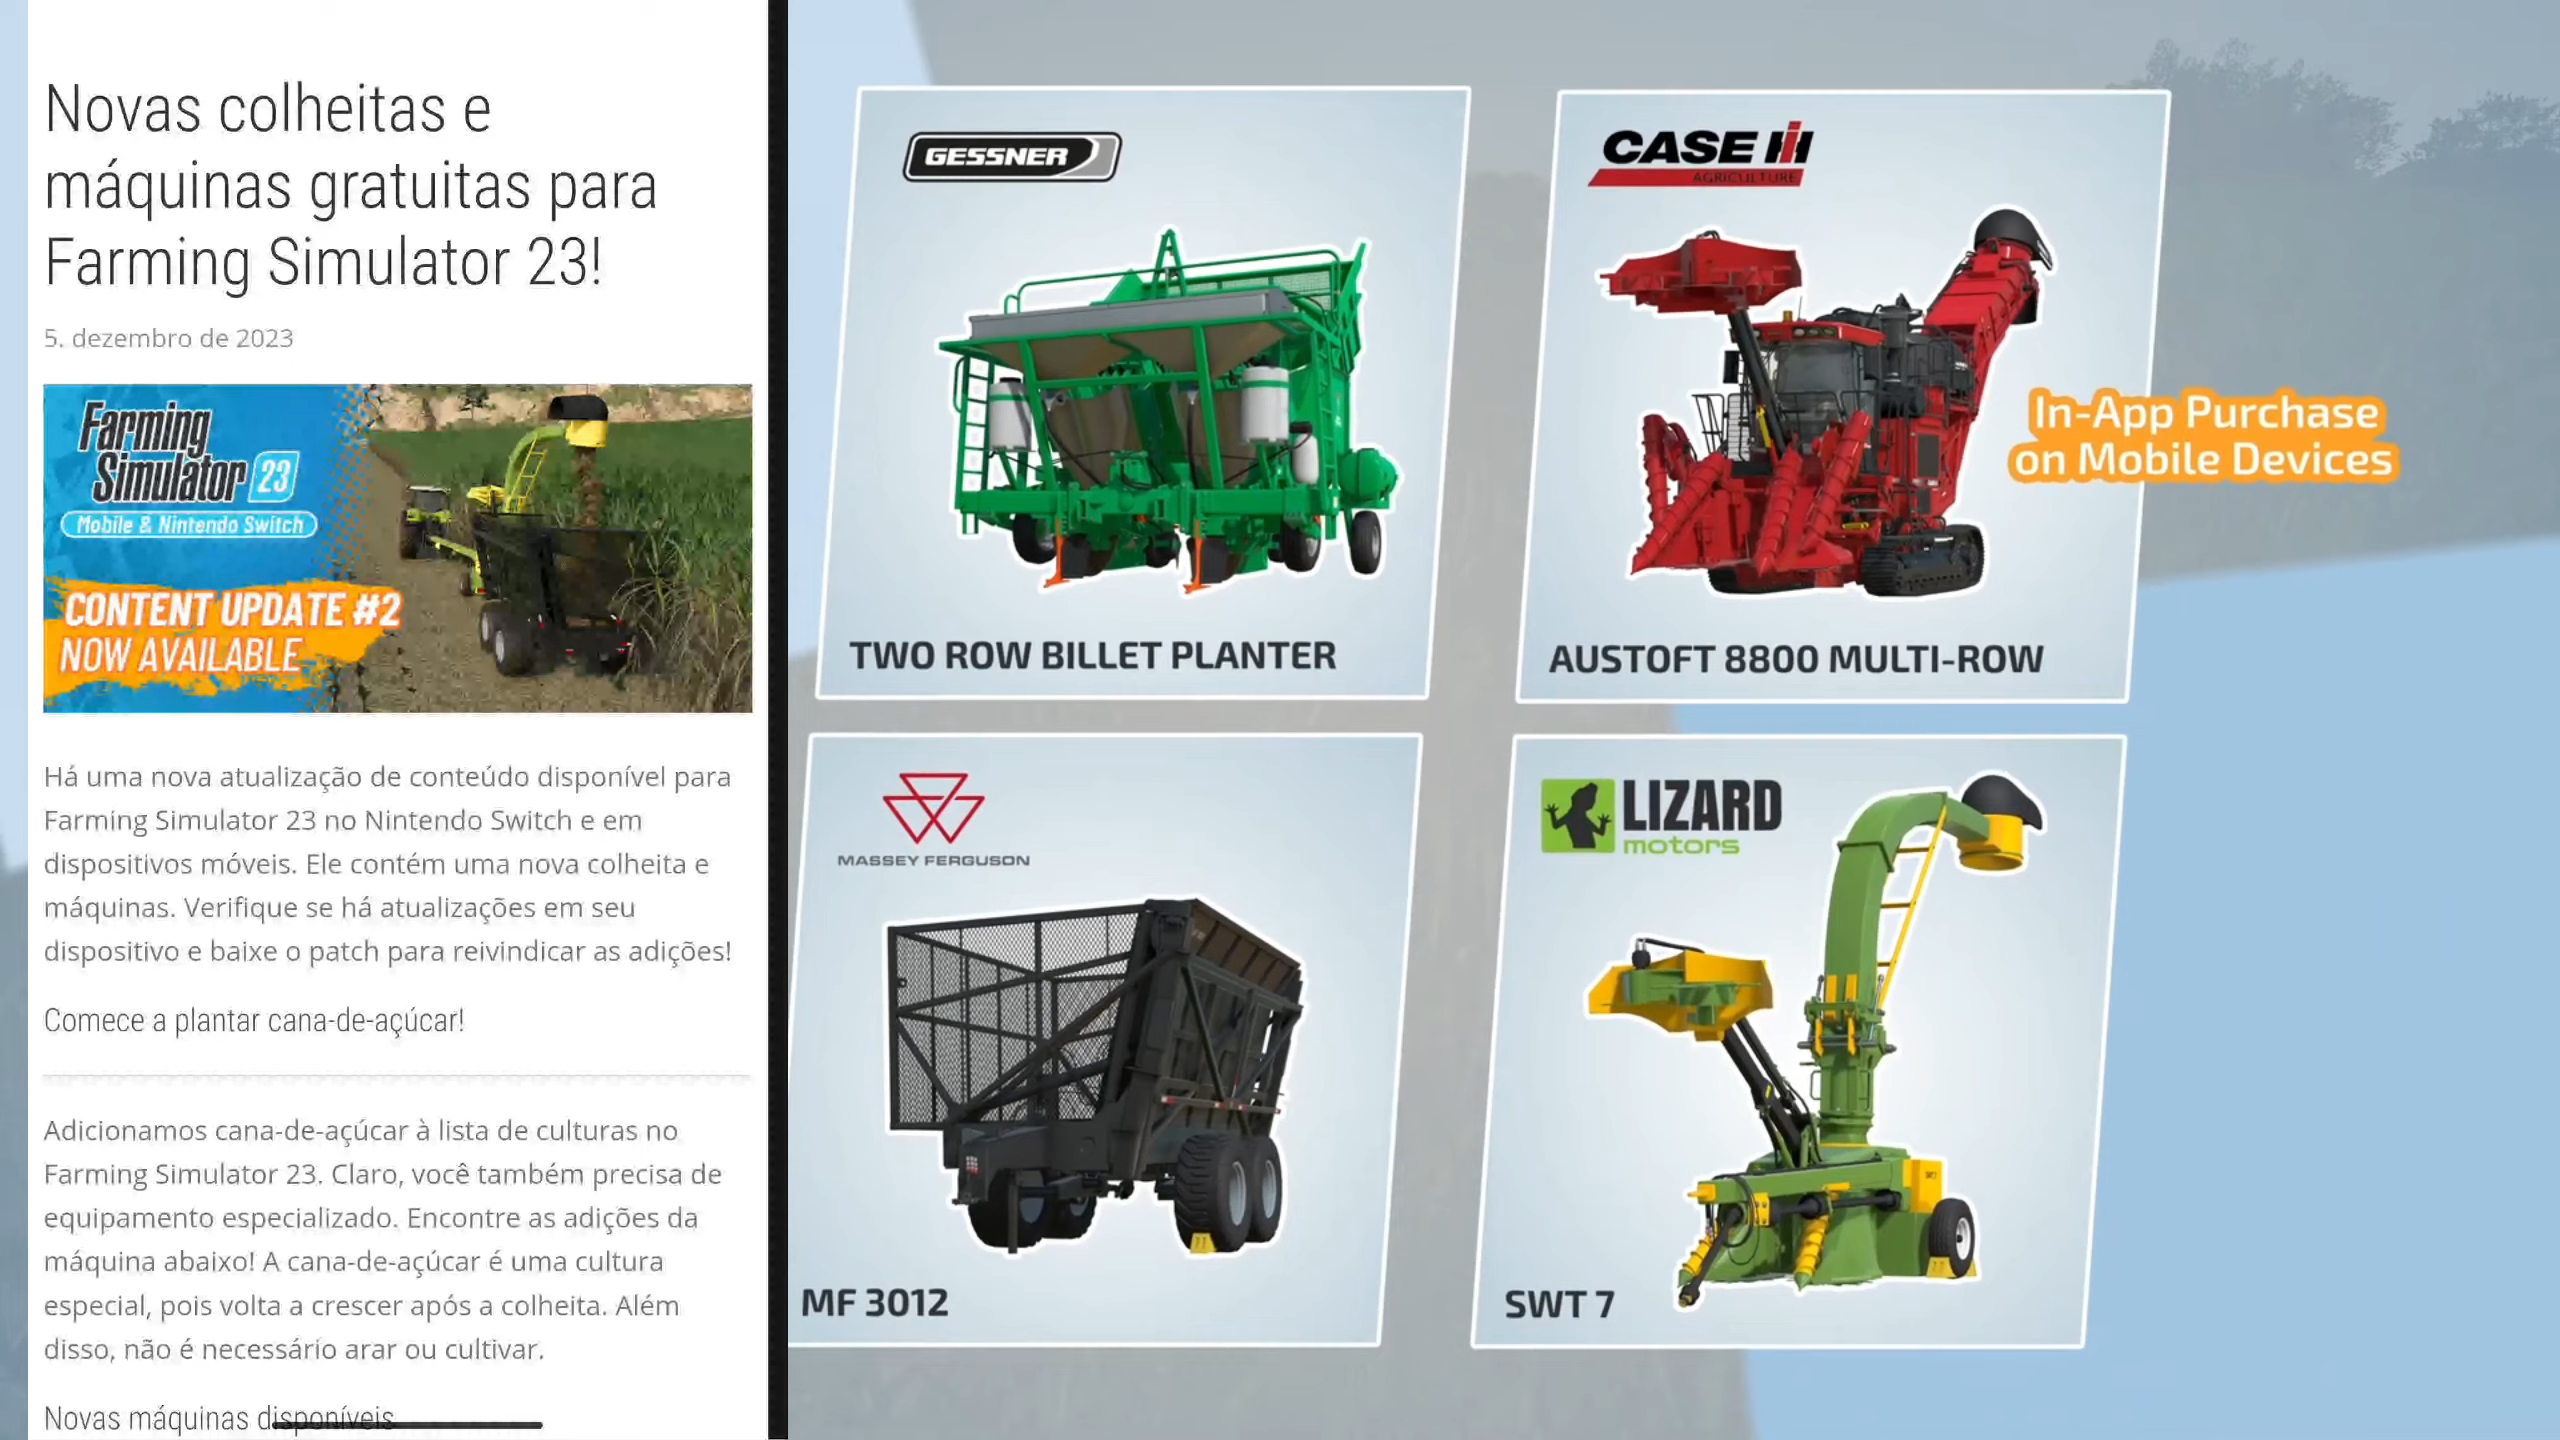 Novas colheitas e
máquinas gratuitas para
Farming Simulator 23!
5. dezembro de 2023
Farming
Simulator 23
Mobile & Nintendo Switch
CONTENT UPDATE #2
NOW AVAILABLE
Há uma nova atualização de conteúdo disponível para
Farming Simulator 23 no Nintendo Switch e em
dispositivos móveis. Ele contém uma nova colheita e
máquinas. Verifique se há atualizações em seu
dispositivo e baixe o patch para reivindicar as adições!
Comece a plantar cana-de-açúcar!
Adicionamos cana-de-açúcar à lista de culturas no
Farming Simulator 23. Claro, você também precisa de
equipamento especializado. Encontre as adições da
máquina abaixo! A cana-de-açúcar é uma cultura
especial, pois volta a crescer após a colheita. Além
disso, não é necessário arar ou cultivar.
Novas máquinas disponíveis
GESSNER
TWO ROW BILLET PLANTER
CASE IH
AGRICULTURE
In-App Purchase
on Mobile Devices
AUSTOFT 8800 MULTI-ROW
MASSEY FERGUSON
MF 3012
LIZARD
motors
SWT 7